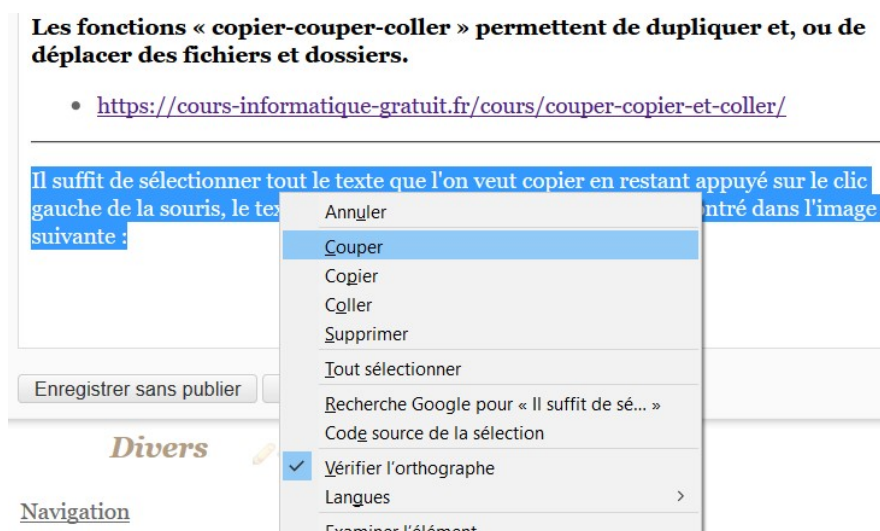 Les fonctions « copier-couper-coller » permettent de dupliquer et, ou de
déplacer des fichiers et dossiers.
https://cours-informatique-gratuit.fr/cours/couper-copier-et-coller/
Il suffit de sélectionner tout le texte que l'on veut copier en restant appuyé sur le clic
gauche de la souris, le ntré dans l'image
suivante :
Annuler
Couper
Copier
Coller
Supprimer
Tout sélectionner
Enregistrer sans publier
Recherche Google pour « Il suffit de sé... »
Code source de la sélection
Divers
Vérifier l'orthographe
Langues
Navigation
Examiner l'élément